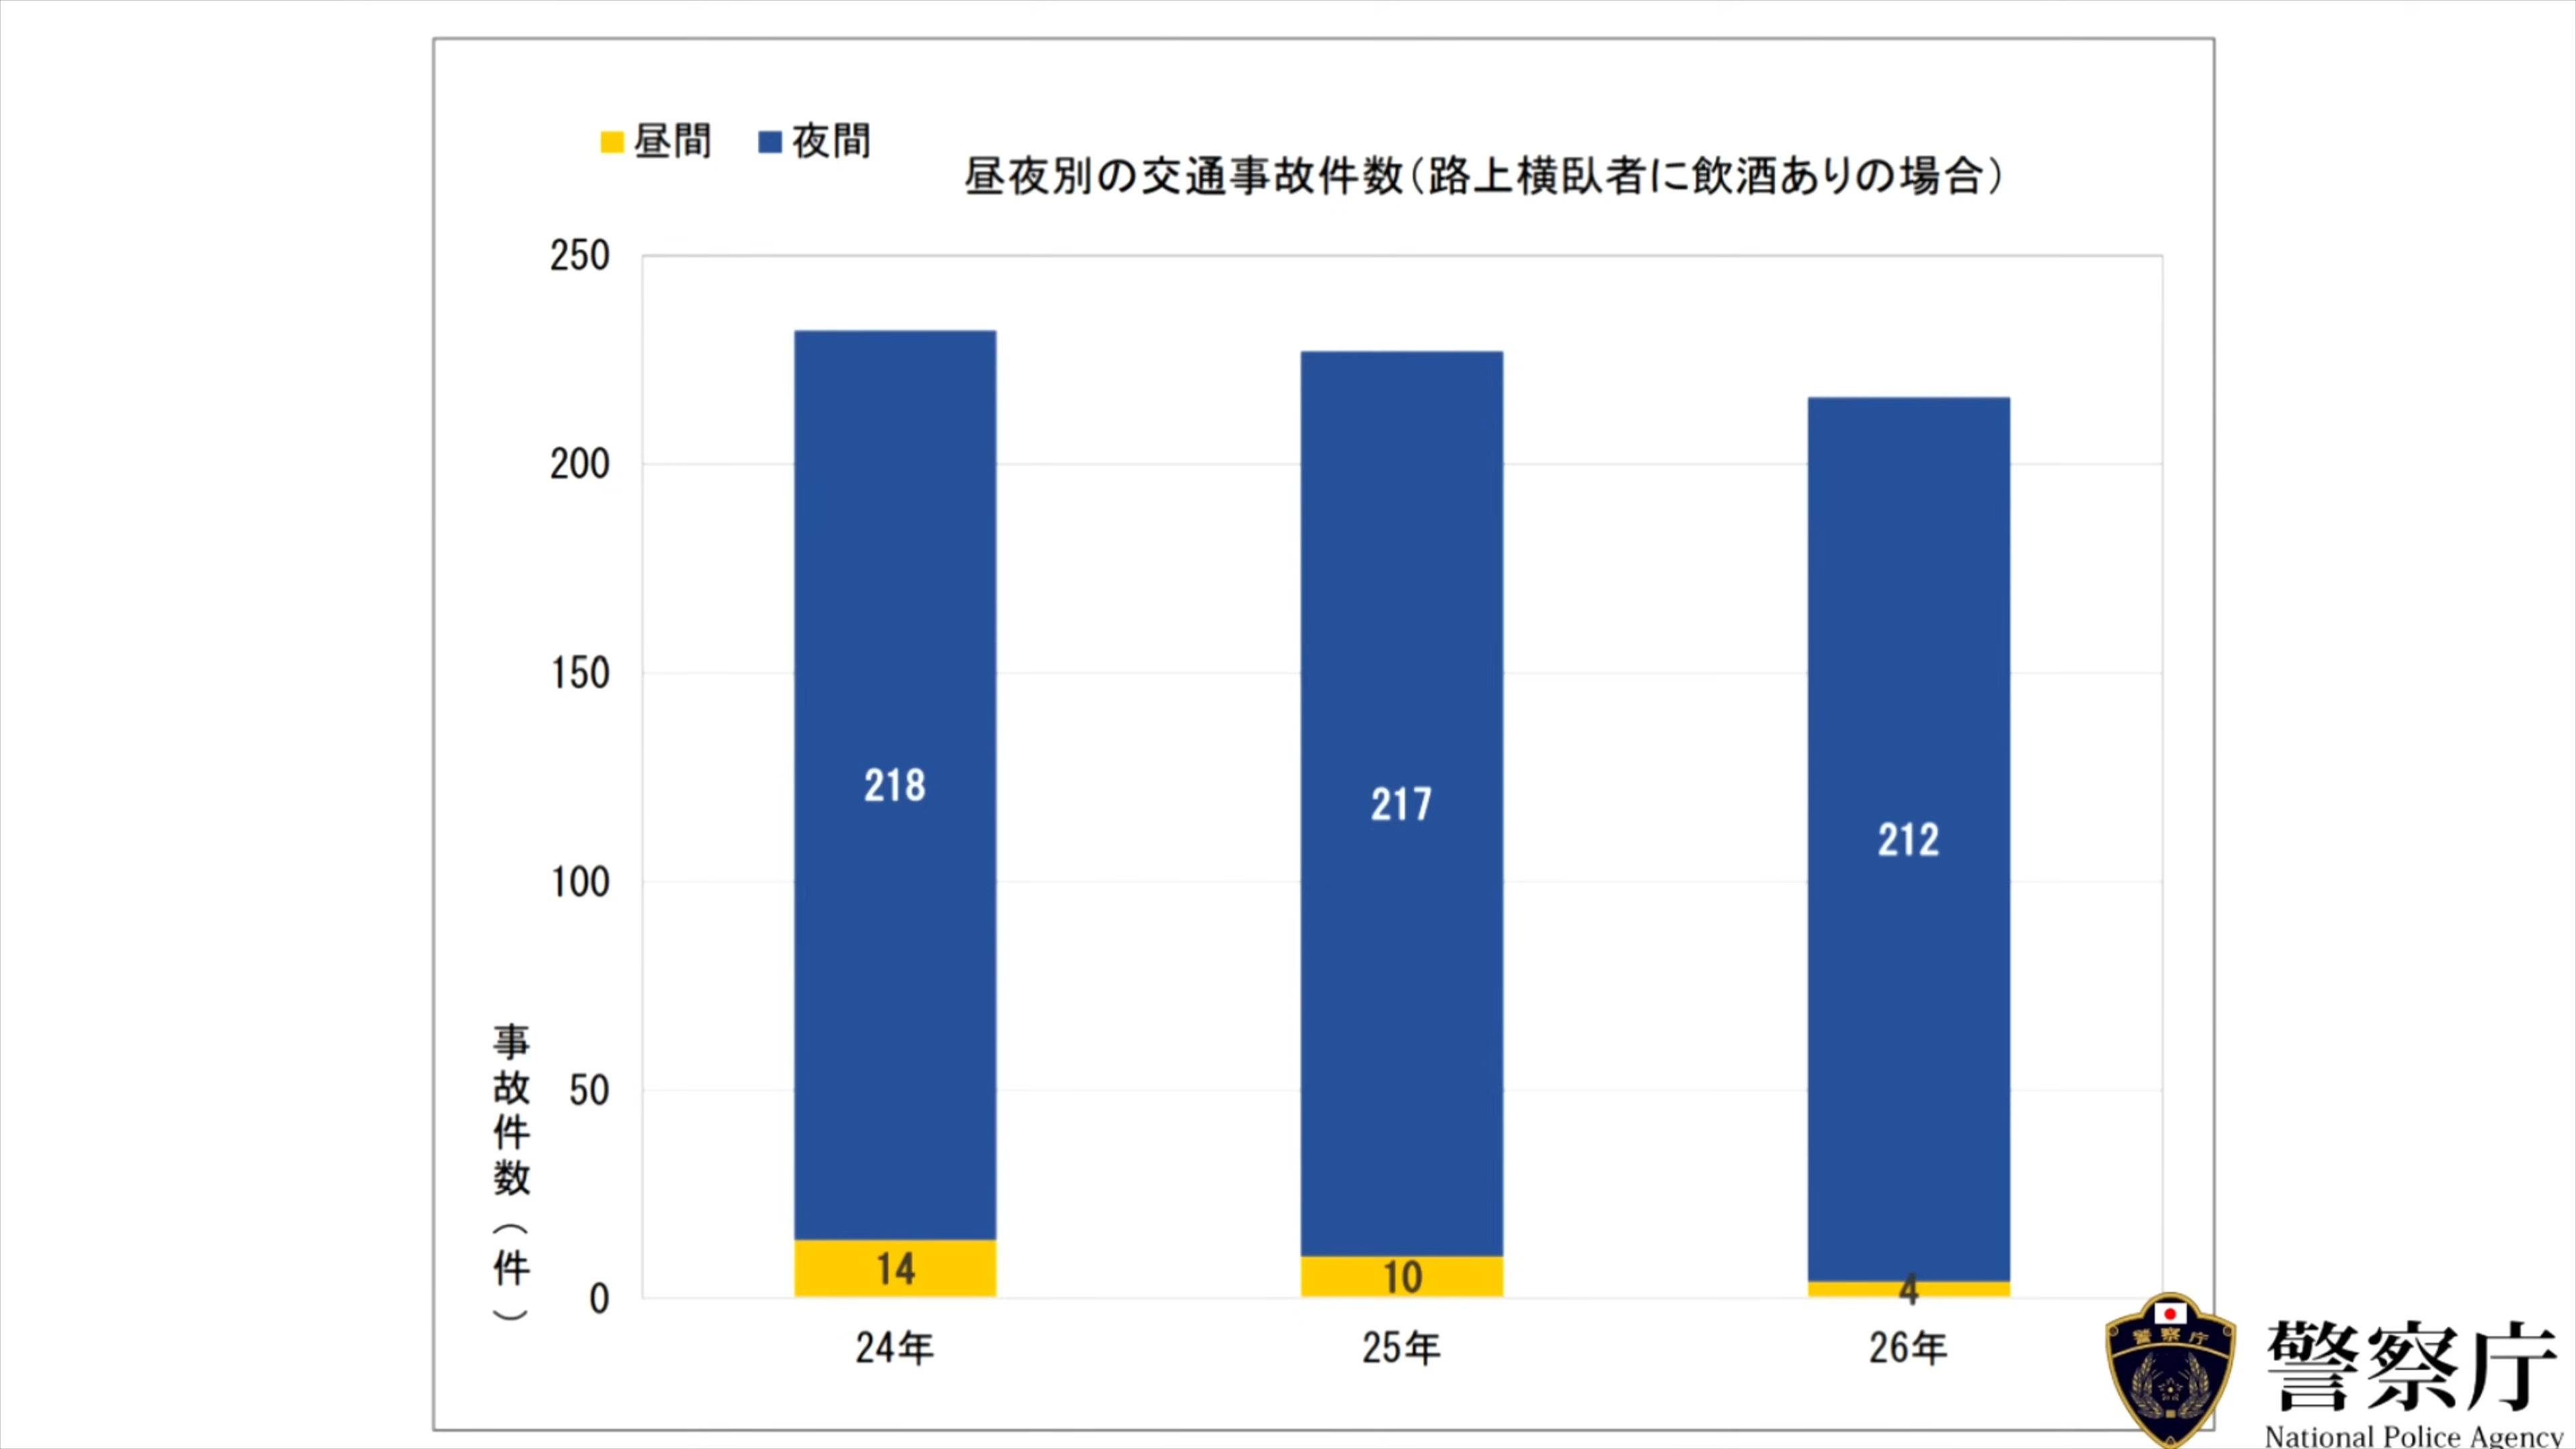 昼間 夜間
昼夜別の交通事故件数（路上横臥者に飲酒ありの場合）
250
200
150
100
50
0
事故件数（件）
218
217
212
14
10
4
24年
25年
26年
警察庁
警察庁
National Police Agency